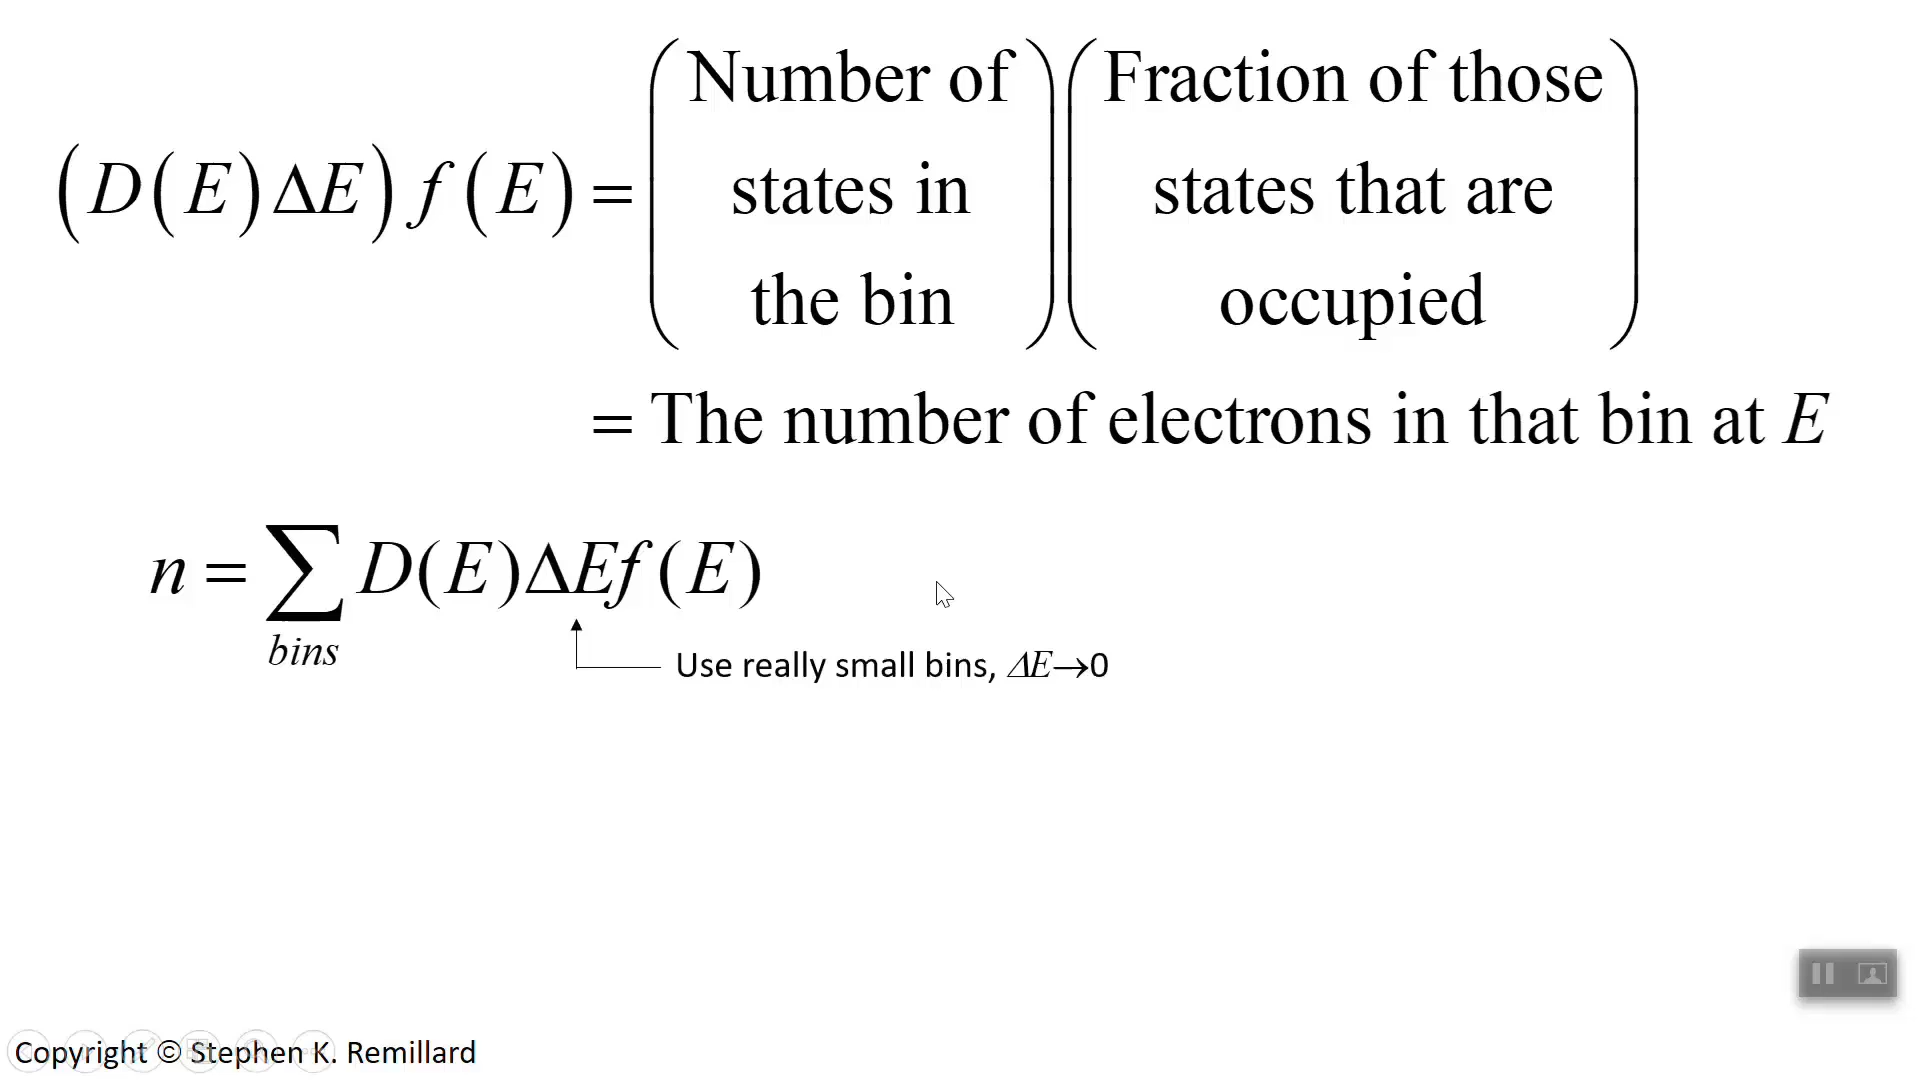 (D(E)ΔE) f(E) = (Number of states in the bin)(Fraction of those states that are occupied)
= The number of electrons in that bin at E
n = ∑ D(E)ΔEf(E)
bins
Use really small bins, ΔE→0
Copyright © Stephen K. Remillard